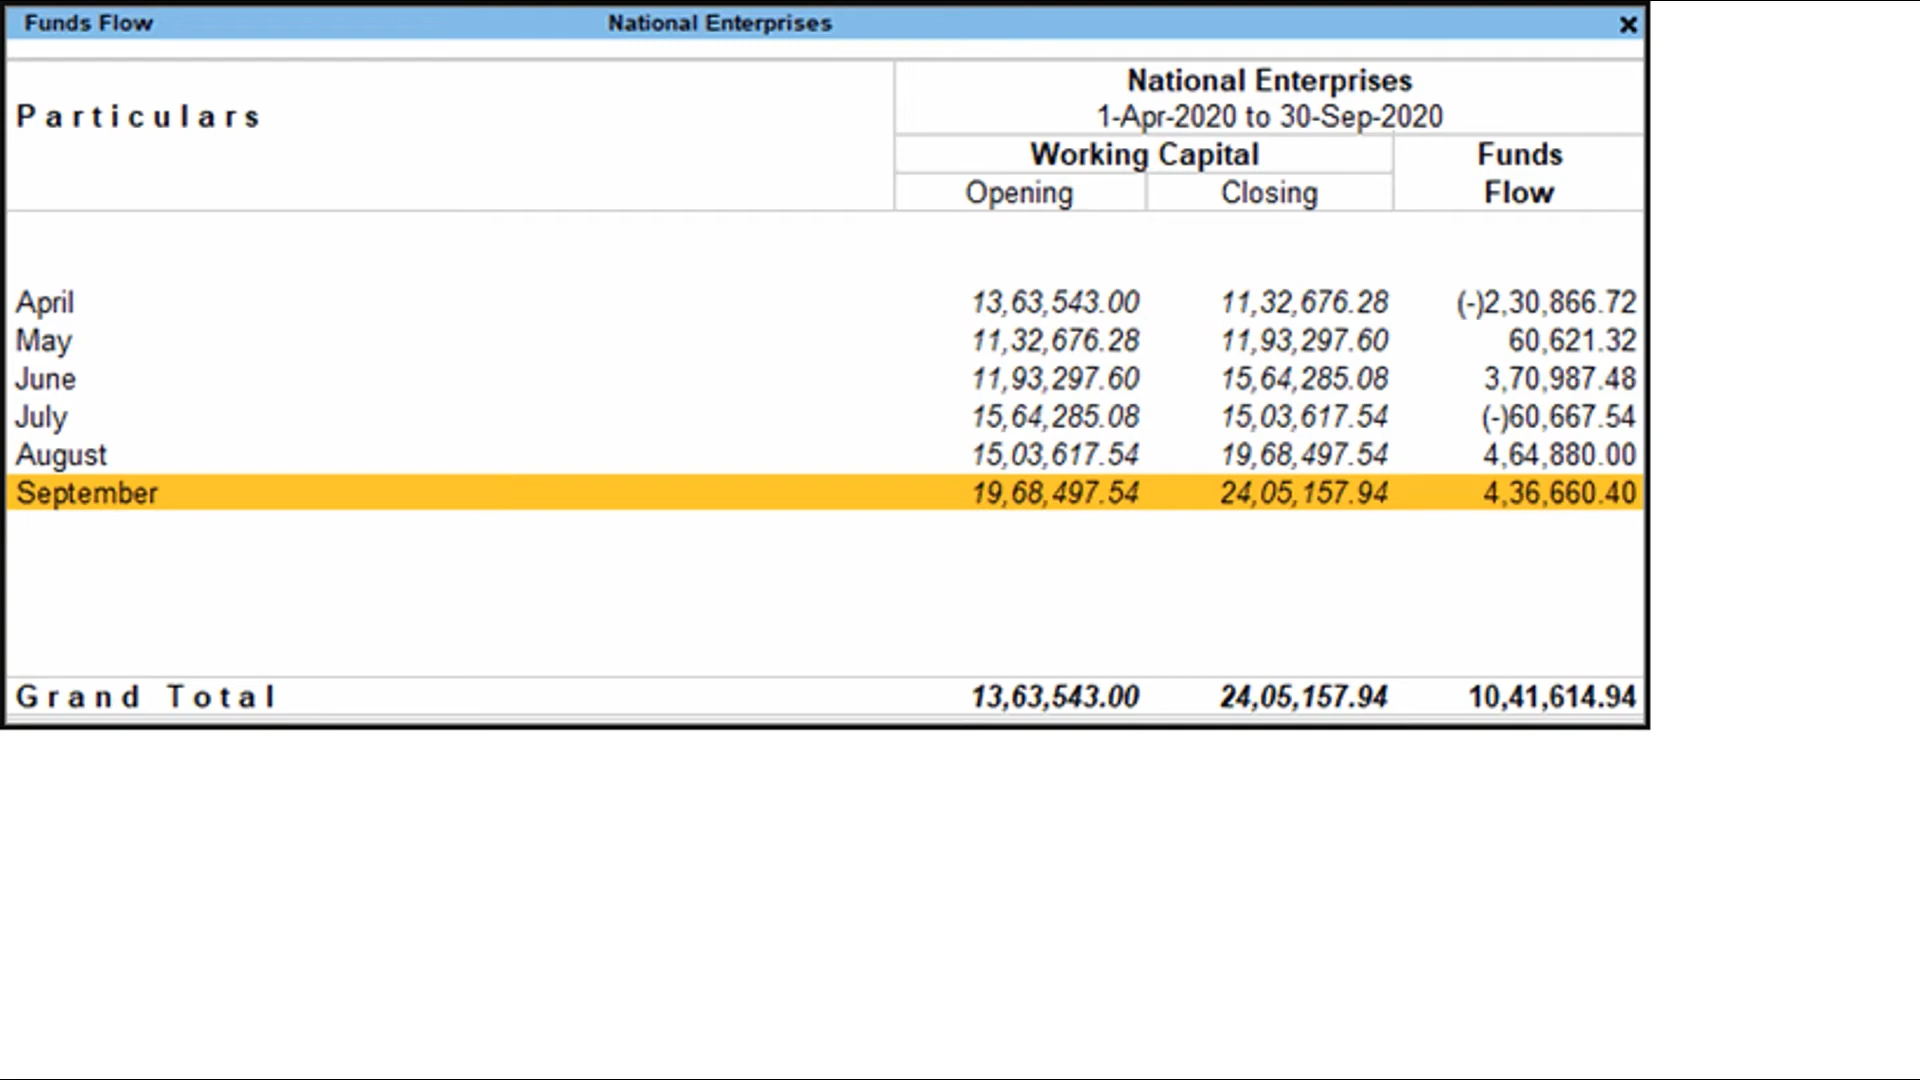 Funds Flow National Enterprises ×
Particulars National Enterprises
1-Apr-2020 to 30-Sep-2020
Working Capital Funds Flow
Opening Closing
April 13,63,543.00 11,32,676.28 (-)2,30,866.72
May 11,32,676.28 11,93,297.60 60,621.32
June 11,93,297.60 15,64,285.08 3,70,987.48
July 15,64,285.08 15,03,617.54 (-)60,667.54
August 15,03,617.54 19,68,497.54 4,64,880.00
September 19,68,497.54 24,05,157.94 4,36,660.40
Grand Total 13,63,543.00 24,05,157.94 10,41,614.94